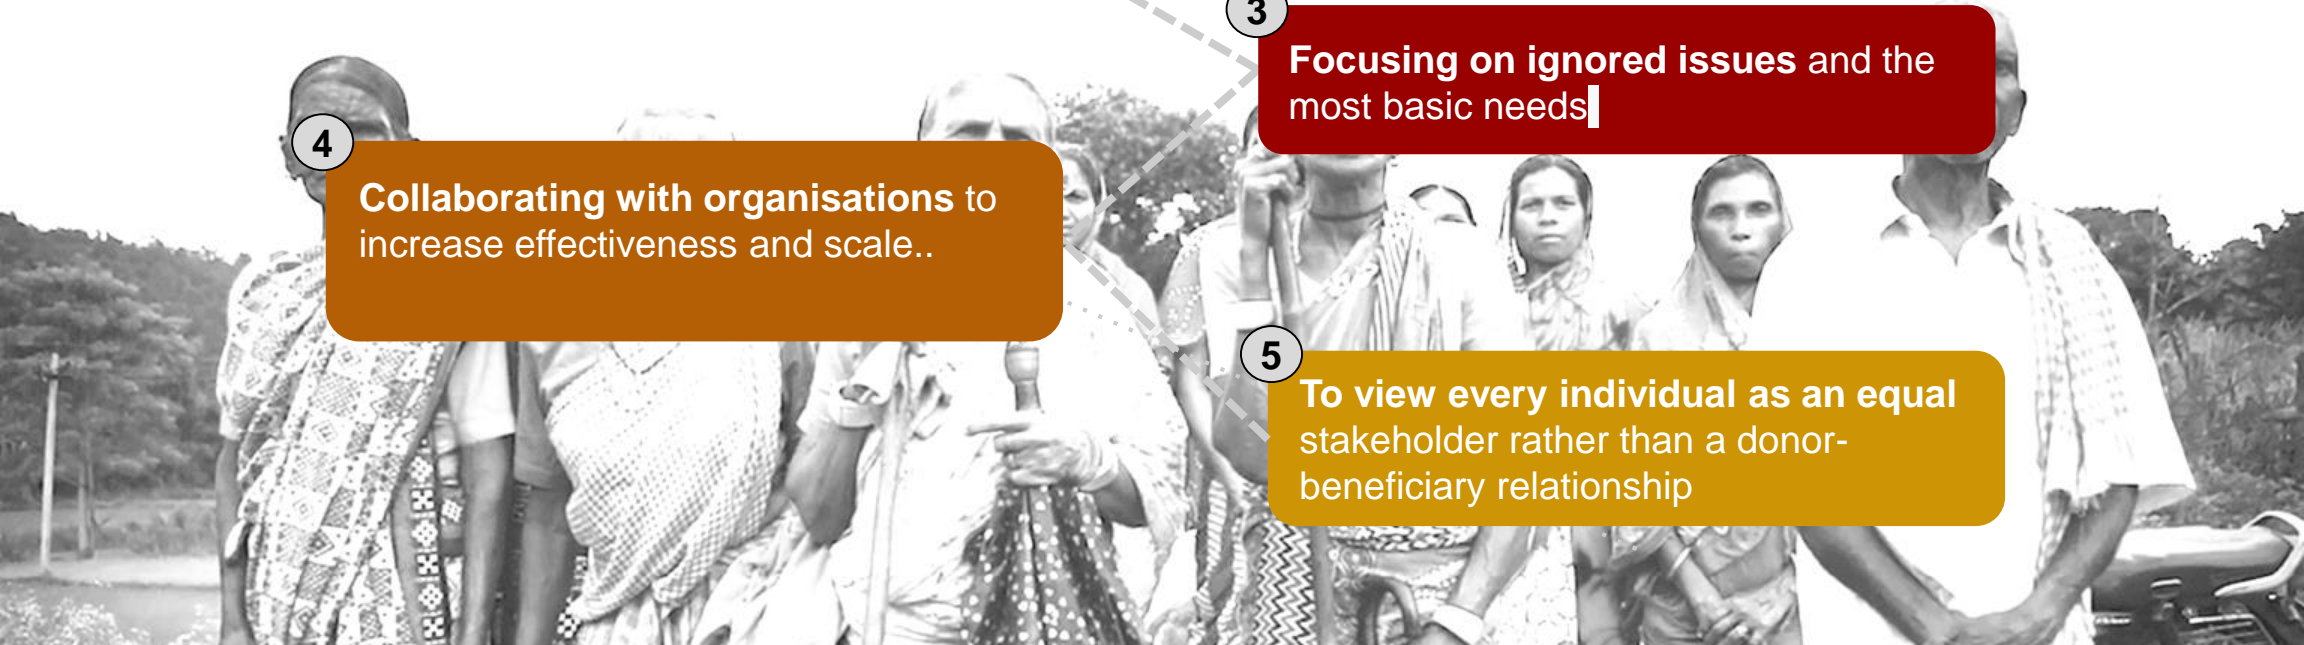 3
Focusing on ignored issues and the
most basic needs
4
Collaborating with organisations to
increase effectiveness and scale..
5
To view every individual as an equal
stakeholder rather than a donor-
beneficiary relationship